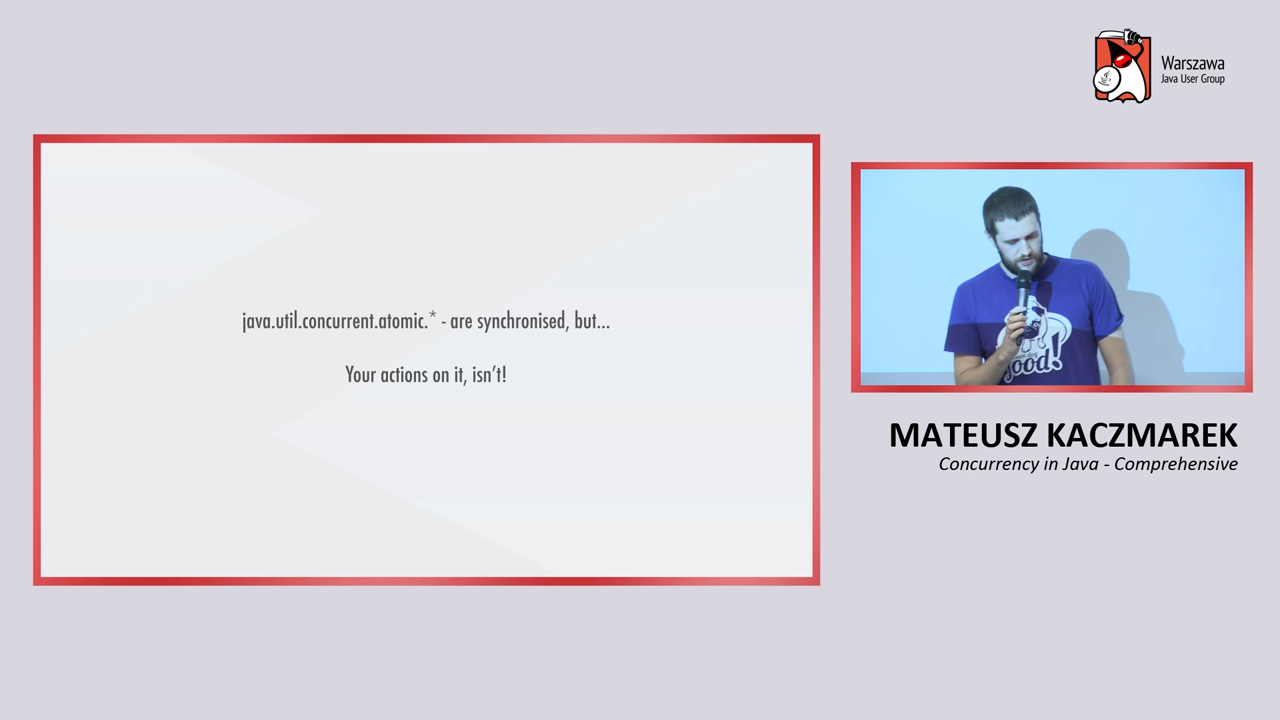 Warszawa
Java User Group
java.util.concurrent.atomic.* - are synchronised, but...
Your actions on it, isn't!
good!
MATEUSZ KACZMAREK
Concurrency in Java - Comprehensive